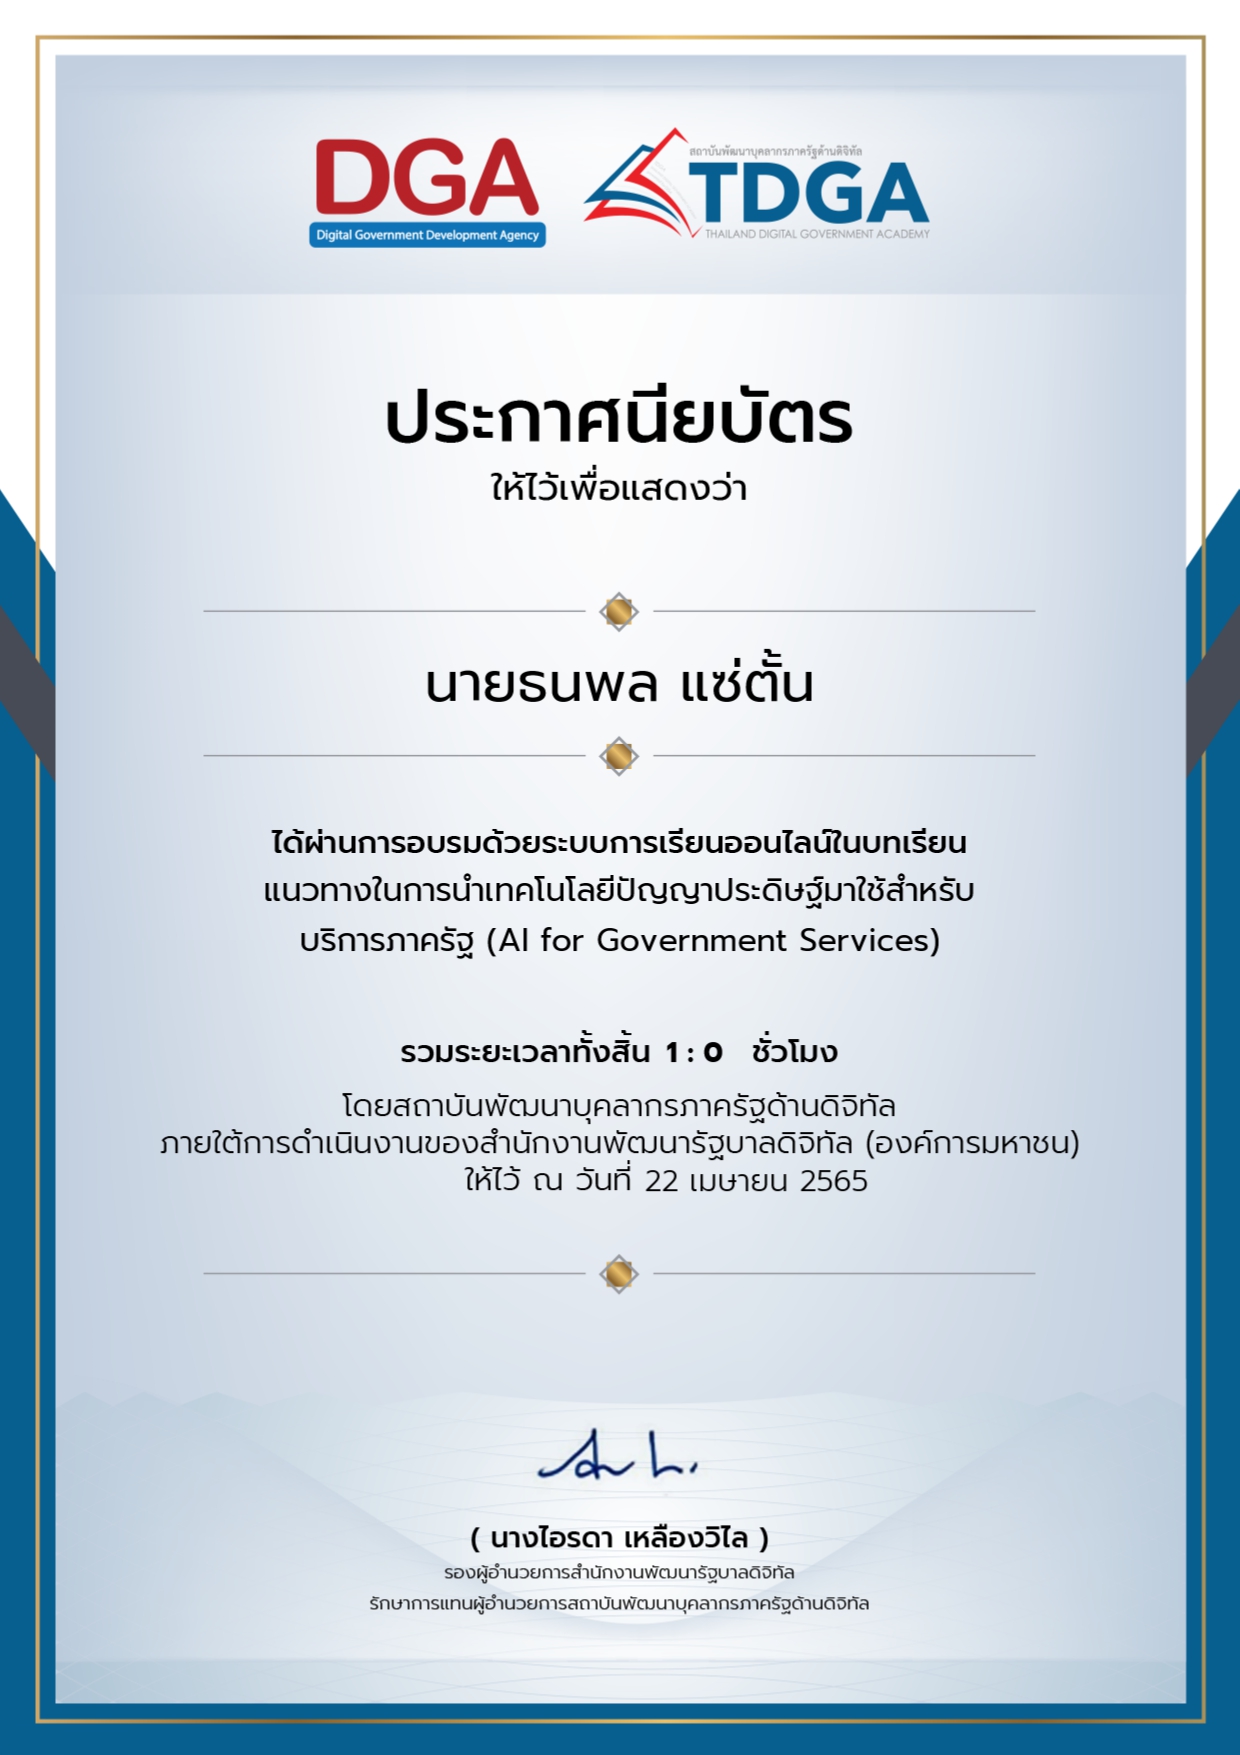 DGA
Digital Government Development Agency
สถาบันพัฒนาบุคลากรภาครัฐด้านดิจิทัล
TDGA
THAILAND DIGITAL GOVERNMENT ACADEMY
ประกาศนียบัตร
ให้ไว้เพื่อแสดงว่า
นายธนพล แซ่ตั้น
ได้ผ่านการอบรมด้วยระบบการเรียนออนไลน์ในบทเรียน
แนวทางในการนำเทคโนโลยีปัญญาประดิษฐ์มาใช้สำหรับ
บริการภาครัฐ (AI for Government Services)
รวมระยะเวลาทั้งสิ้น 1 : 0 ชั่วโมง
โดยสถาบันพัฒนาบุคลากรภาครัฐด้านดิจิทัล
ภายใต้การดำเนินงานของสำนักงานพัฒนารัฐบาลดิจิทัล (องค์การมหาชน)
ให้ไว้ ณ วันที่ 22 เมษายน 2565
( นางไอรดา เหลืองวิไล )
รองผู้อำนวยการสำนักงานพัฒนารัฐบาลดิจิทัล
รักษาการแทนผู้อำนวยการสถาบันพัฒนาบุคลากรภาครัฐด้านดิจิทัล